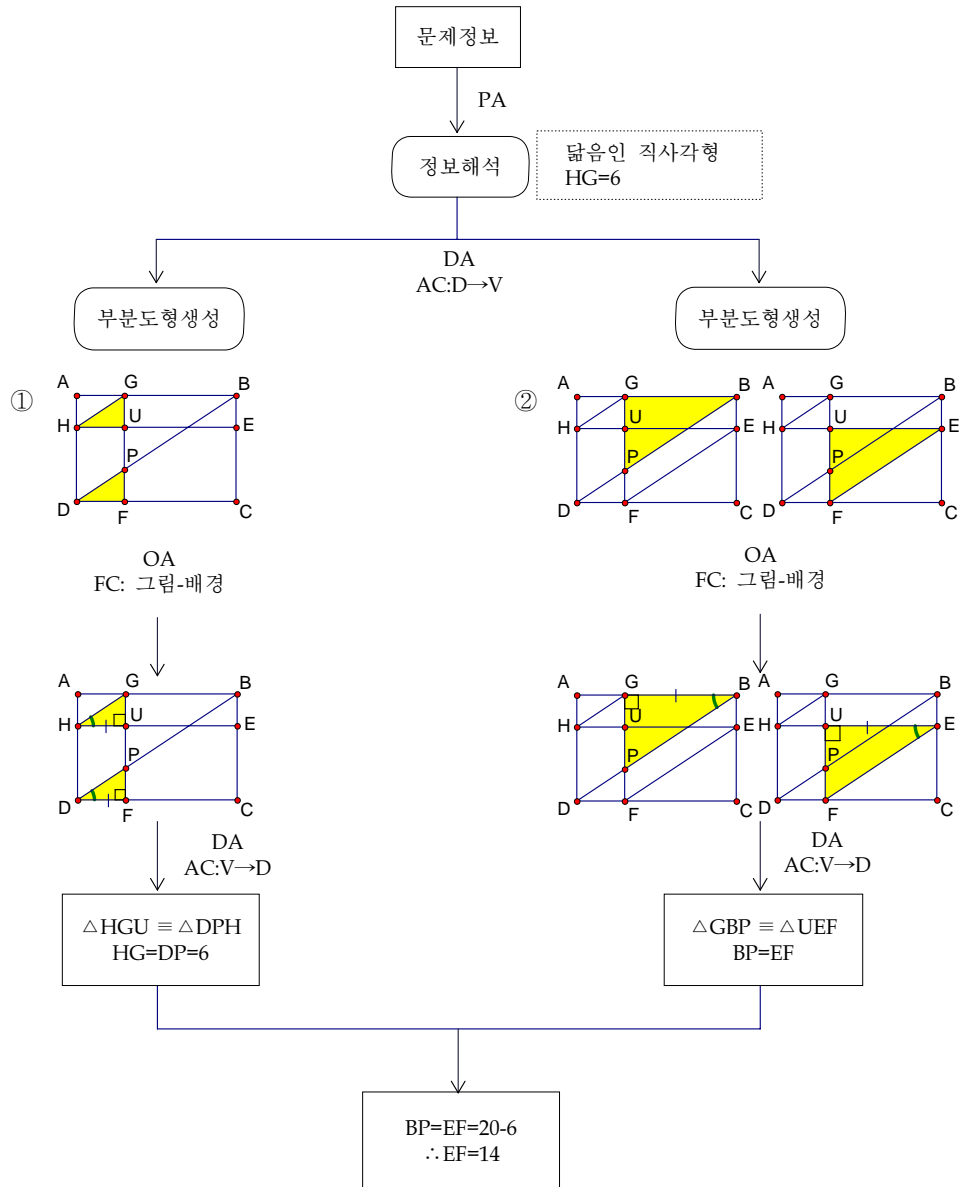 문제정보
PA
정보해석
닮음인 직사각형
HG=6
DA
AC:D→V
부분도형생성
부분도형생성
①
A G B
H U E
P
D F C
②
A G B
H U E
P
D F C
A G B
H U E
P
D F C
OA
FC: 그림-배경
OA
FC: 그림-배경
A G B
H U E
P
D F C
A G B
H U E
P
D F C
A G B
H U E
P
D F C
DA
AC:V→D
DA
AC:V→D
△HGU ≡ △DPH
HG=DP=6
△GBP ≡ △UEF
BP=EF
BP=EF=20-6
∴EF=14